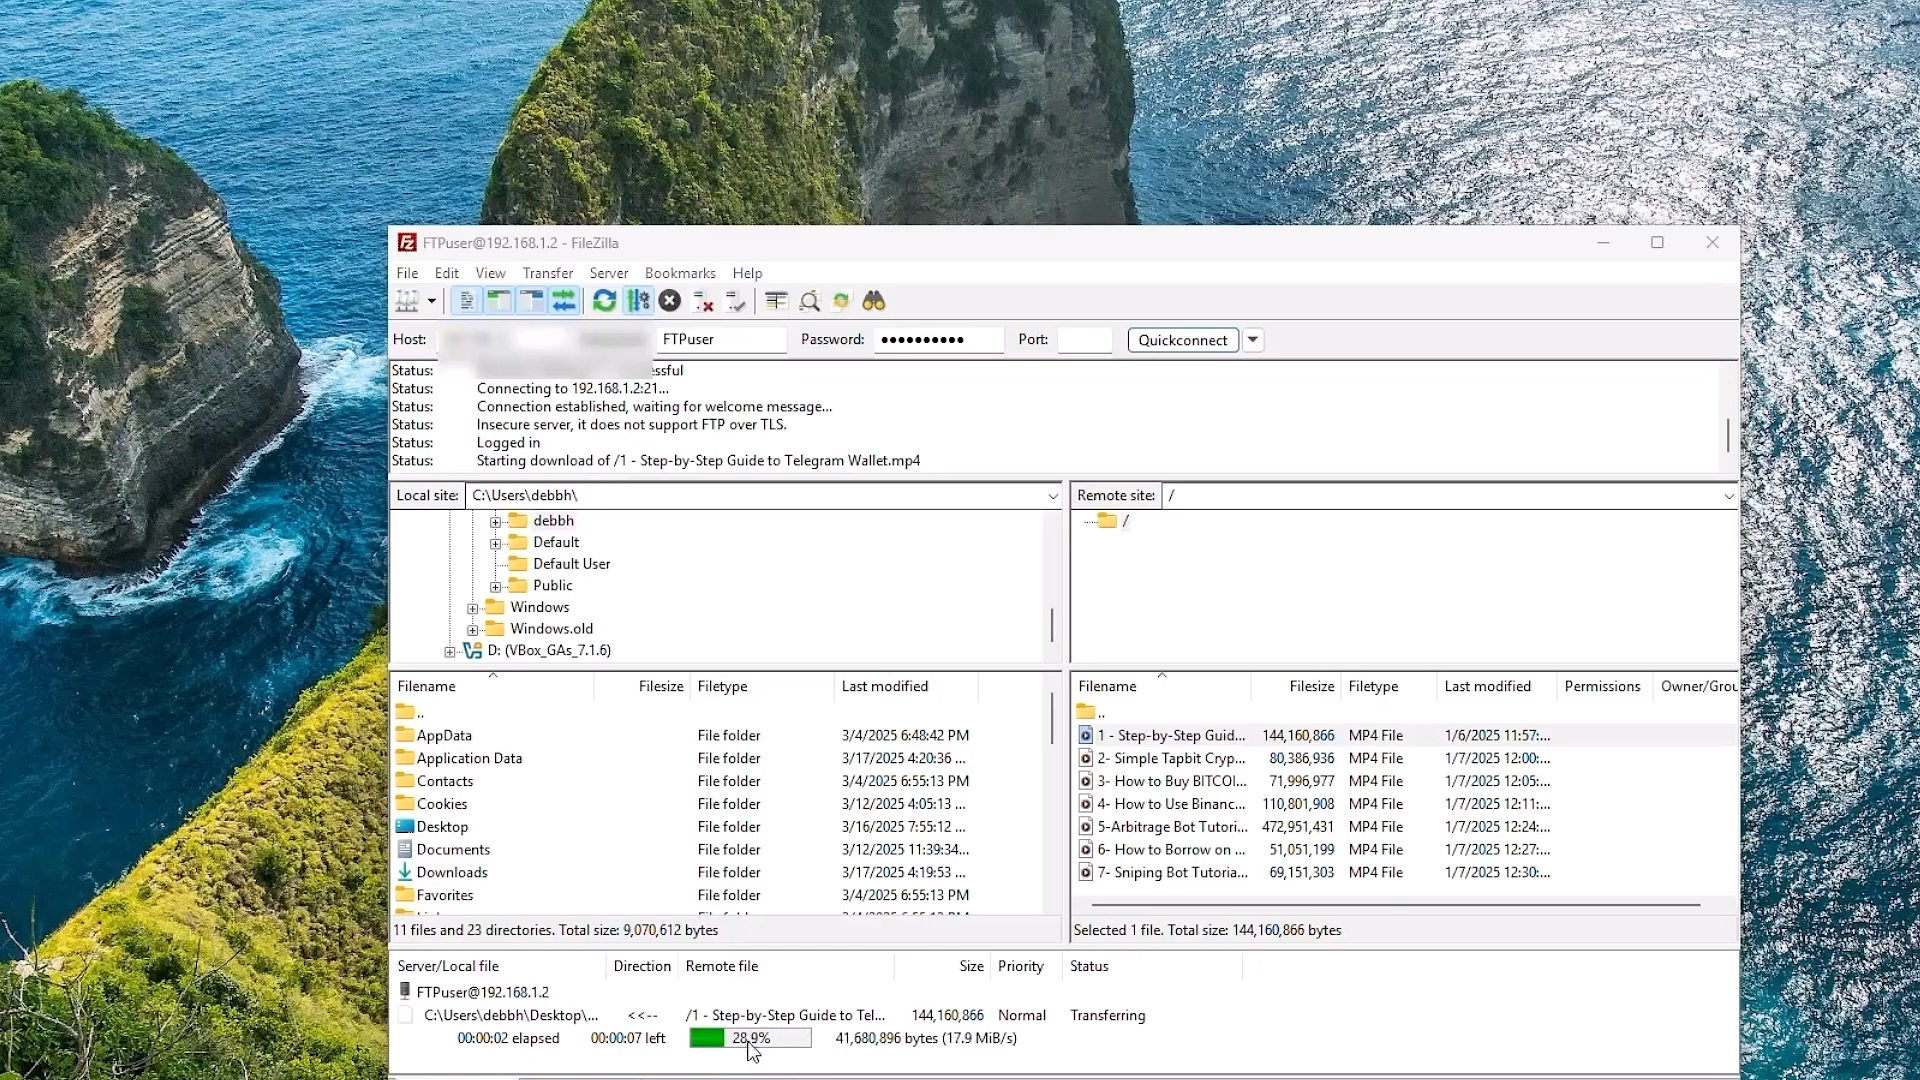 FTPuser@192.168.1.2 - FileZilla
File Edit View Transfer Server Bookmarks Help
Host: FTPuser Password: •••••••••• Port: Quickconnect
Status:
Status: Connecting to 192.168.1.2:21...
Status: Connection established, waiting for welcome message...
Status: Insecure server, it does not support FTP over TLS.
Status: Logged in
Status: Starting download of /1 - Step-by-Step Guide to Telegram Wallet.mp4
Local site: C:\Users\debbh\
debbh
Default
Default User
Public
Windows
Windows.old
D: (VBox_GAs_7.1.6)
Remote site: /
/
Filename Filesize Filetype Last modified
..
AppData File folder 3/4/2025 6:48:42 PM
Application Data File folder 3/17/2025 4:20:36 ...
Contacts File folder 3/4/2025 6:55:13 PM
Cookies File folder 3/12/2025 4:05:13 ...
Desktop File folder 3/16/2025 7:55:12 ...
Documents File folder 3/12/2025 11:39:34...
Downloads File folder 3/17/2025 4:19:53 ...
Favorites File folder 3/4/2025 6:55:13 PM
11 files and 23 directories. Total size: 9,070,612 bytes
Filename Filesize Filetype Last modified Permissions Owner/Grou
..
1 - Step-by-Step Guid... 144,160,866 MP4 File 1/6/2025 11:57:...
2- Simple Tapbit Cryp... 80,386,936 MP4 File 1/7/2025 12:00:...
3- How to Buy BITCOI... 71,996,977 MP4 File 1/7/2025 12:05:...
4- How to Use Binanc... 110,801,908 MP4 File 1/7/2025 12:11:...
5-Arbitrage Bot Tutori... 472,951,431 MP4 File 1/7/2025 12:24:...
6- How to Borrow on ... 51,051,199 MP4 File 1/7/2025 12:27:...
7- Sniping Bot Tutoria... 69,151,303 MP4 File 1/7/2025 12:30:...
Selected 1 file. Total size: 144,160,866 bytes
Server/Local file Direction Remote file Size Priority Status
FTPuser@192.168.1.2
C:\Users\debbh\Desktop\... <<-- /1 - Step-by-Step Guide to Tel... 144,160,866 Normal Transferring
00:00:02 elapsed 00:00:07 left 28.9% 41,680,896 bytes (17.9 MiB/s)